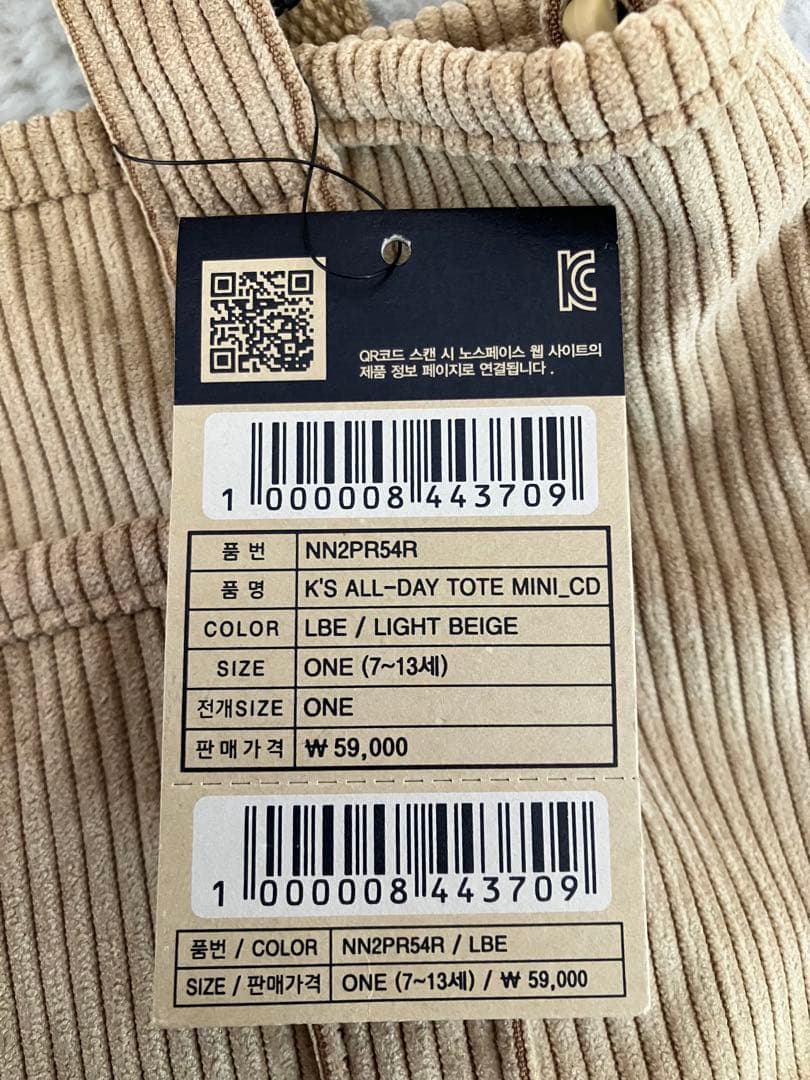 KC
QR코드 스캔 시 노스페이스 웹 사이트의
제품 정보 페이지로 연결됩니다 .
1 000008 443709
품 번 NN2PR54R
품 명 K'S ALL-DAY TOTE MINI_CD
COLOR LBE / LIGHT BEIGE
SIZE ONE (7~13세)
전개SIZE ONE
판매가격 ₩ 59,000
1 000008 443709
품번 / COLOR NN2PR54R / LBE
SIZE / 판매가격 ONE (7~13세) / ₩ 59,000